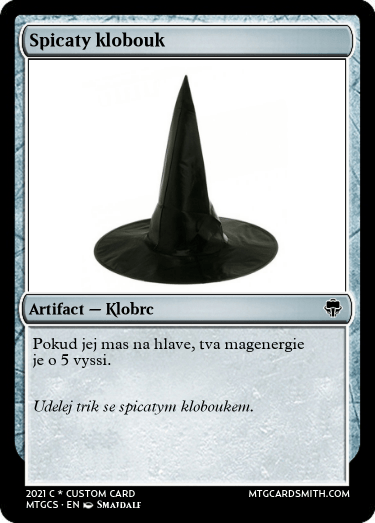 Spicaty klobouk
Artifact — Klobrc
Pokud jej mas na hlave, tva magenergie
je o 5 vyssi.
Udelej trik se spicatym kloboukem.
2021 C * CUSTOM CARD
MTGCARDSMITH.COM
MTGCS · EN SMAJDALF